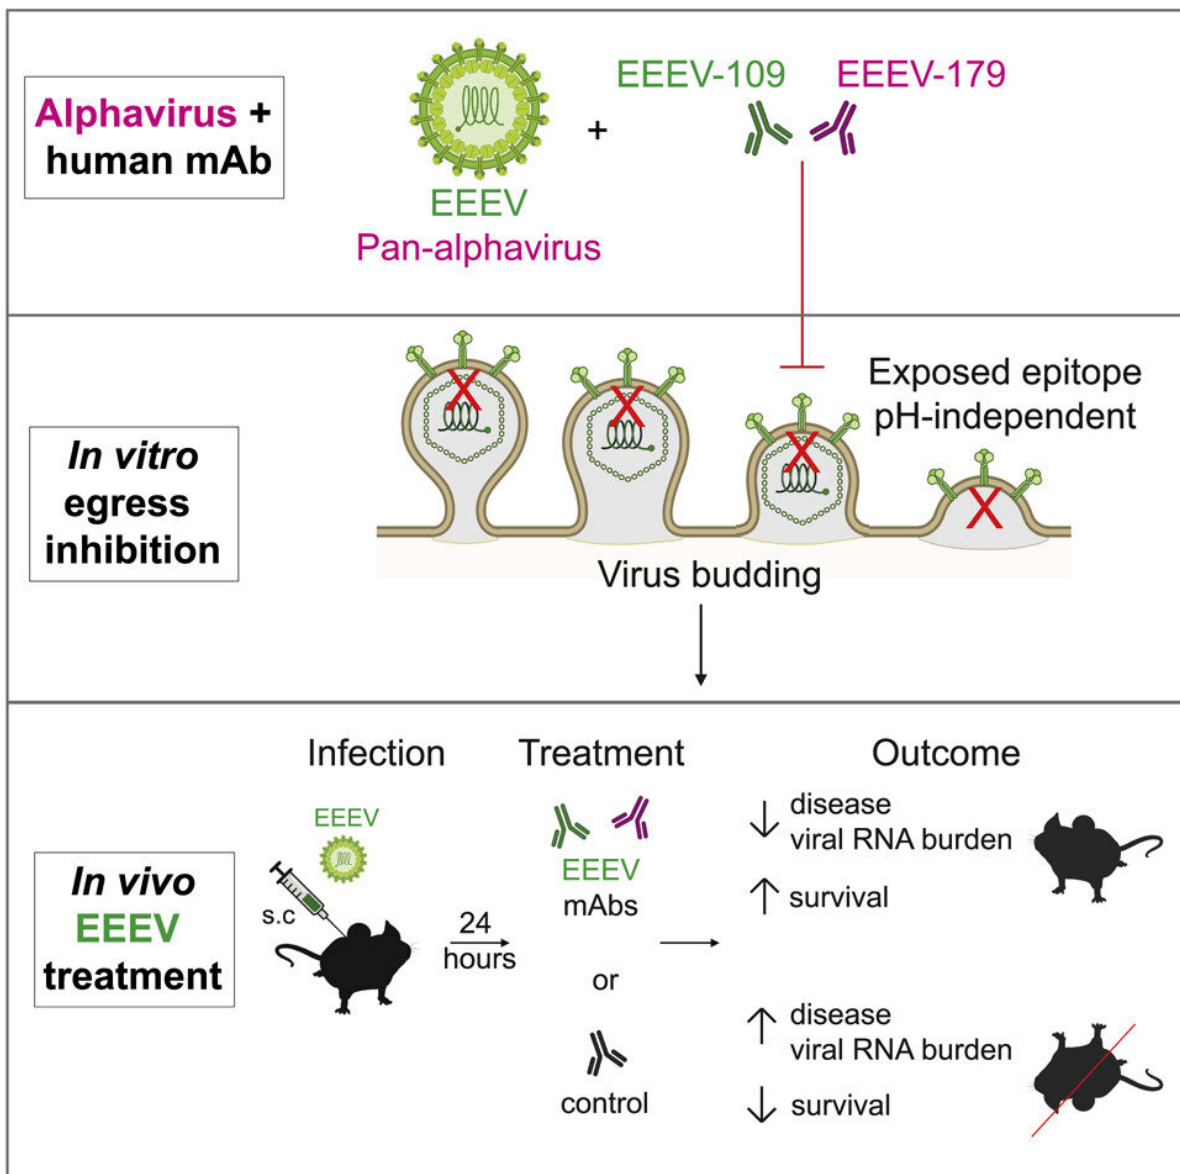 Alphavirus +
human mAb
EEEV
Pan-alphavirus
+
EEEV-109
EEEV-179
In vitro
egress
inhibition
X
X
X
X
Exposed epitope
pH-independent
Virus budding
In vivo
EEEV
treatment
Infection
EEEV
s.c
24
hours
Treatment
EEEV
mAbs
or
control
Outcome
↓ disease
viral RNA burden
↑ survival
↑ disease
viral RNA burden
↓ survival